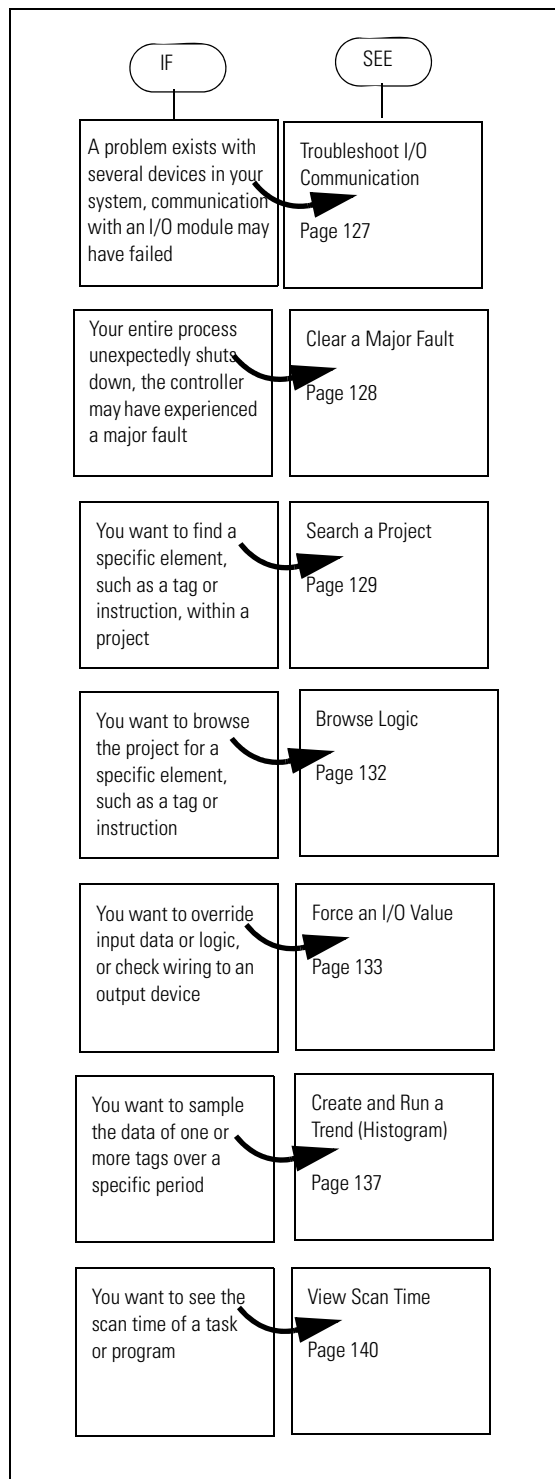 IF
SEE
A problem exists with
several devices in your
system, communication
with an I/O module may
have failed
Troubleshoot I/O
Communication
Page 127
Your entire process
unexpectedly shuts
down, the controller
may have experienced
a major fault
Clear a Major Fault
Page 128
You want to find a
specific element,
such as a tag or
instruction, within a
project
Search a Project
Page 129
You want to browse
the project for a
specific element,
such as a tag or
instruction
Browse Logic
Page 132
You want to override
input data or logic,
or check wiring to an
output device
Force an I/O Value
Page 133
You want to sample
the data of one or
more tags over a
specific period
Create and Run a
Trend (Histogram)
Page 137
You want to see the
scan time of a task
or program
View Scan Time
Page 140